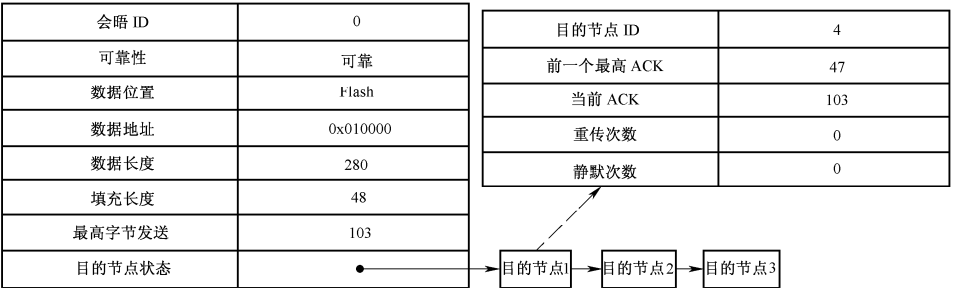 会晤 ID 0
可靠性 可靠
数据位置 Flash
数据地址 0x010000
数据长度 280
填充长度 48
最高字节发送 103
目的节点状态
目的节点 ID 4
前一个最高 ACK 47
当前 ACK 103
重传次数 0
静默次数 0
目的节点1 目的节点2 目的节点3